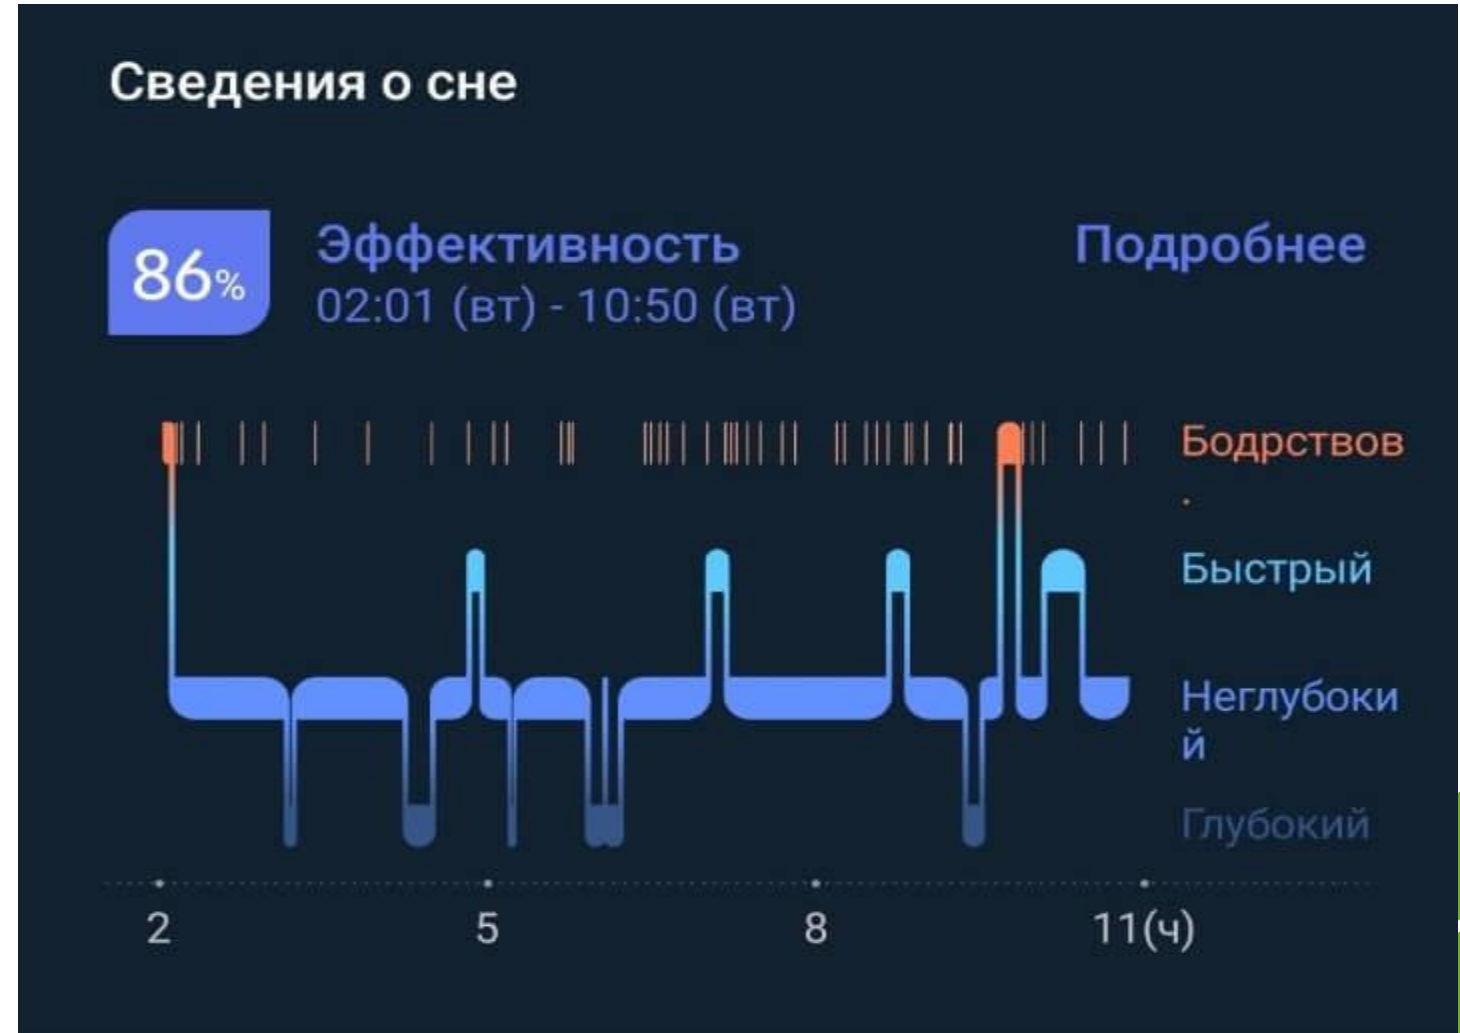 Сведения о сне
86%
Эффективность
Подробнее
02:01 (вт) - 10:50 (вт)
Бодрствов
.
Быстрый
Неглубоки
й
Глубокий
2 5 8 11(ч)